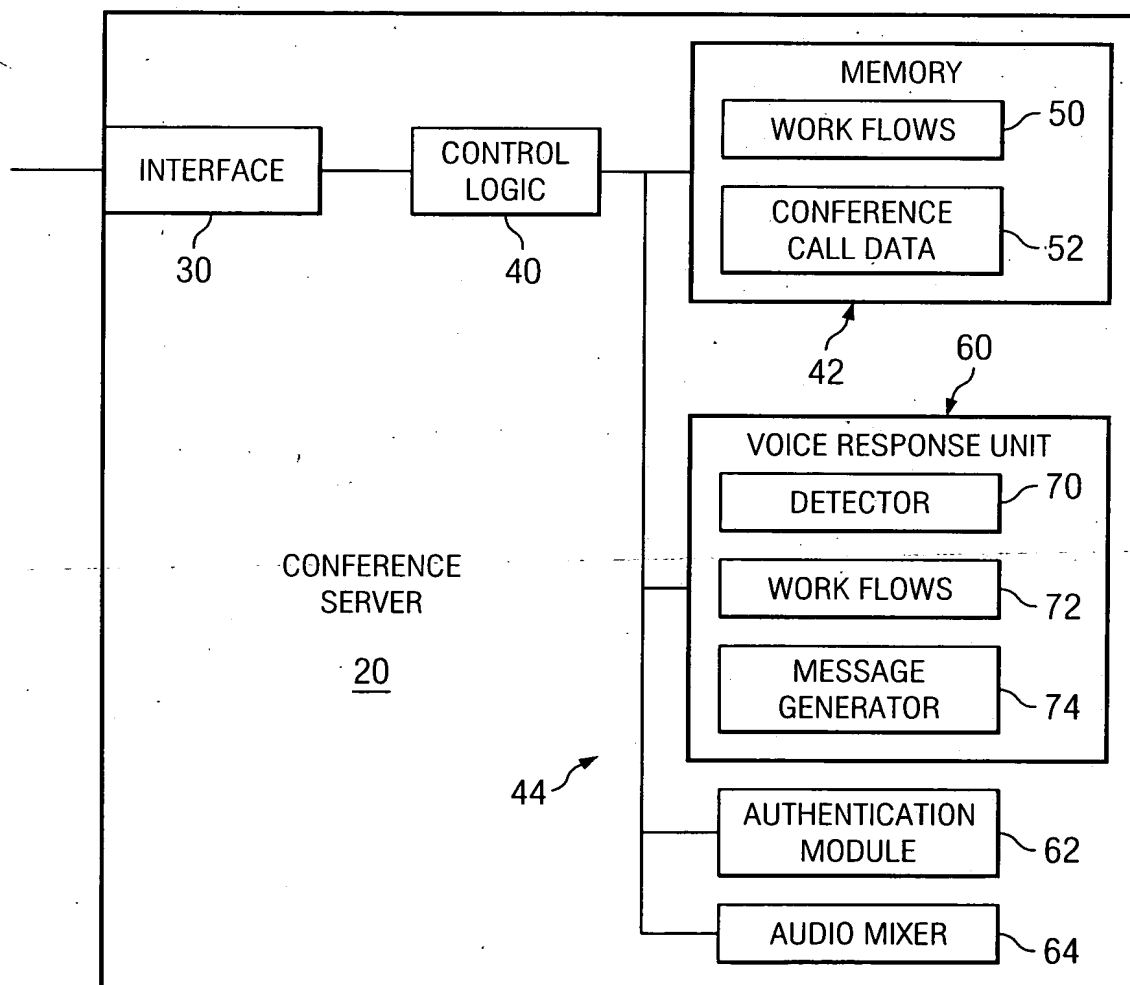 MEMORY
WORK FLOWS
50
INTERFACE
CONTROL
LOGIC
CONFERENCE
CALL DATA
52
30
40
42
60
VOICE RESPONSE UNIT
DETECTOR
70
CONFERENCE
SERVER
20
WORK FLOWS
72
MESSAGE
GENERATOR
74
44
AUTHENTICATION
MODULE
62
AUDIO MIXER
64